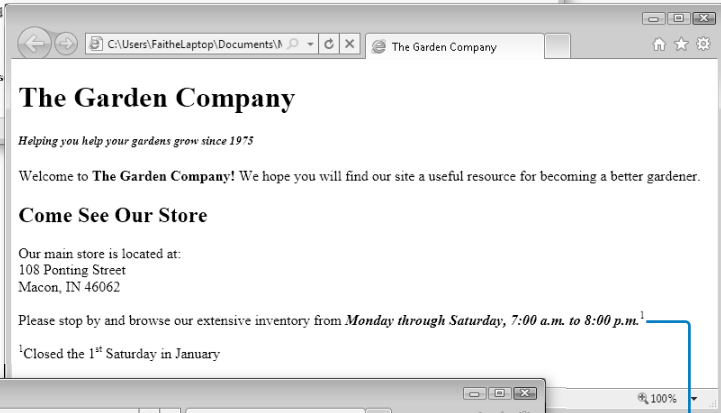 C:\Users\FaitheLaptop\Documents\
The Garden Company
The Garden Company
Helping you help your gardens grow since 1975
Welcome to The Garden Company! We hope you will find our site a useful resource for becoming a better gardener.
Come See Our Store
Our main store is located at:
108 Ponting Street
Macon, IN 46062
Please stop by and browse our extensive inventory from Monday through Saturday, 7:00 a.m. to 8:00 p.m.¹
¹Closed the 1ˢᵗ Saturday in January
100%